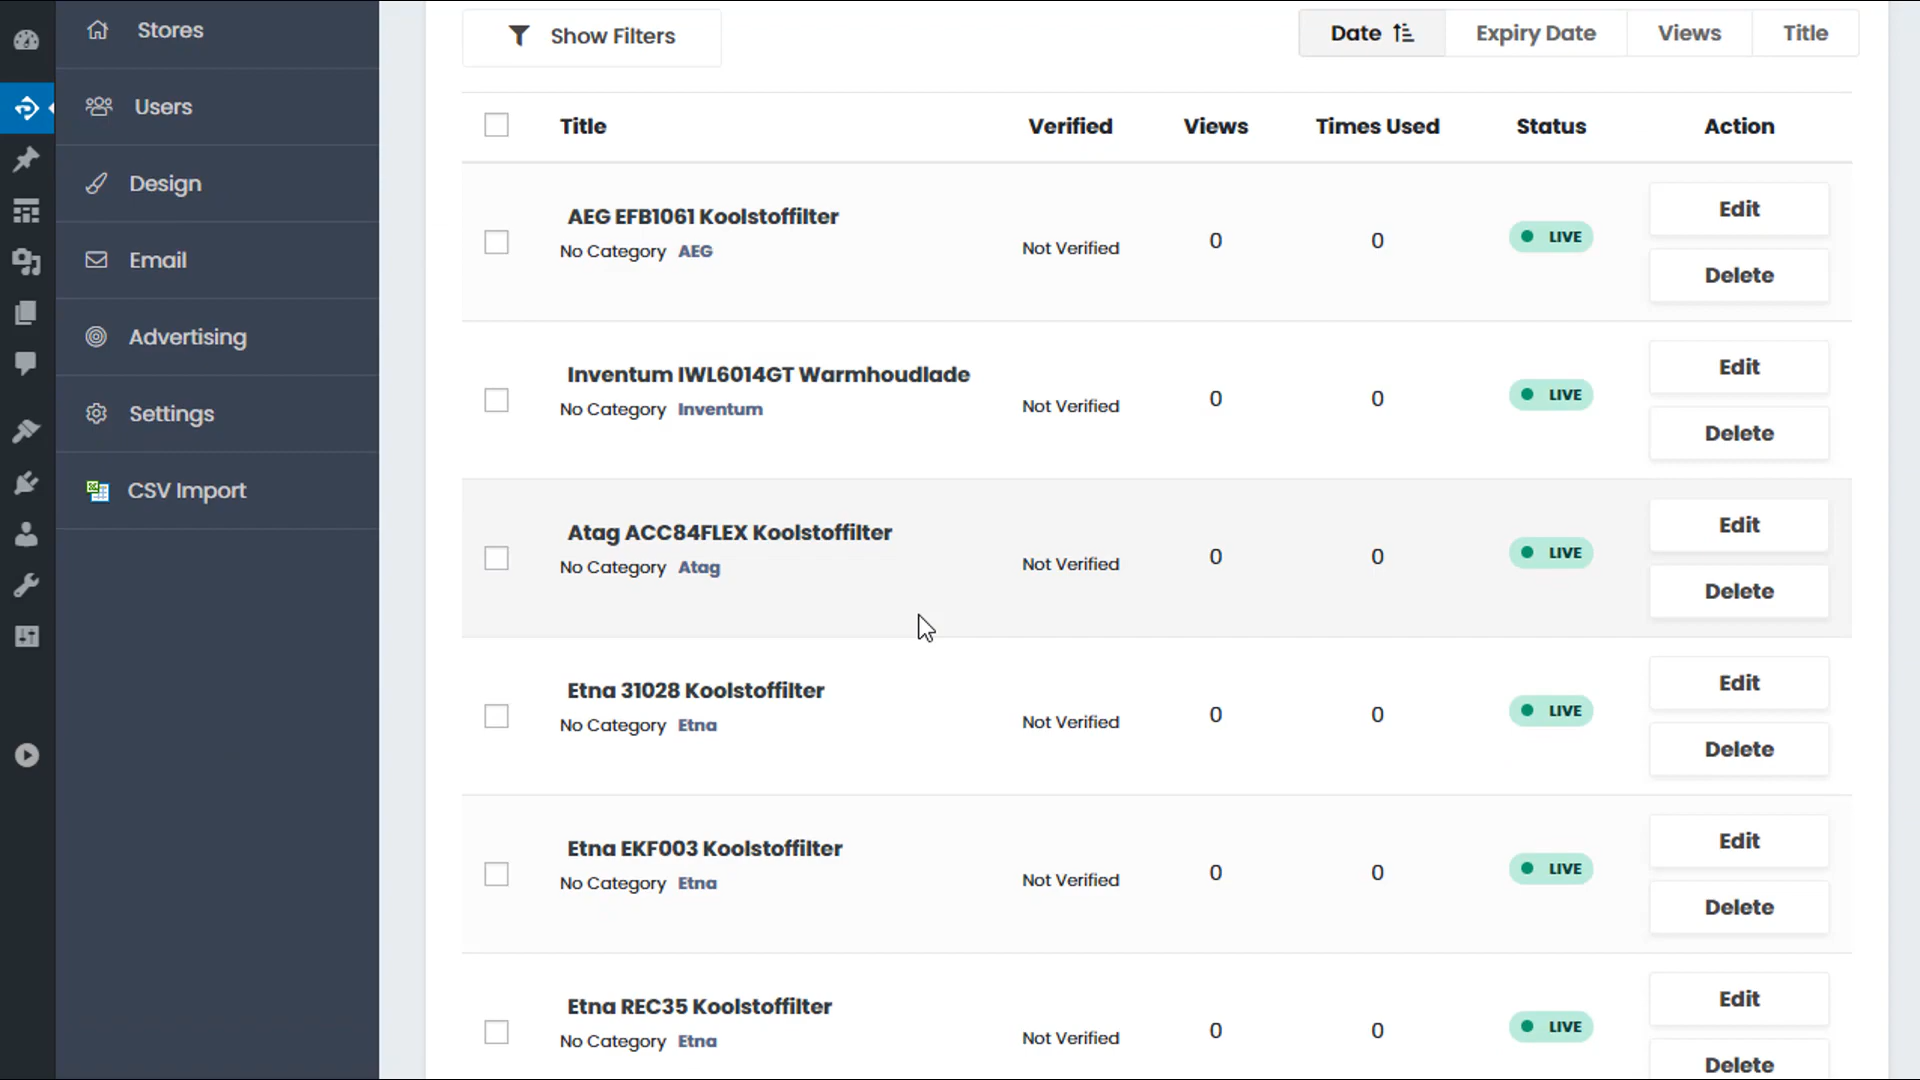 Stores
Users
Design
Email
Advertising
Settings
CSV Import
Show Filters
Date Expiry Date Views Title
Title Verified Views Times Used Status Action
AEG EFB1061 Koolstoffilter
No Category AEG
Not Verified 0 0 LIVE
Edit
Delete
Inventum IWL6014GT Warmhoudlade
No Category Inventum
Not Verified 0 0 LIVE
Edit
Delete
Atag ACC84FLEX Koolstoffilter
No Category Atag
Not Verified 0 0 LIVE
Edit
Delete
Etna 31028 Koolstoffilter
No Category Etna
Not Verified 0 0 LIVE
Edit
Delete
Etna EKF003 Koolstoffilter
No Category Etna
Not Verified 0 0 LIVE
Edit
Delete
Etna REC35 Koolstoffilter
No Category Etna
Not Verified 0 0 LIVE
Edit
Delete